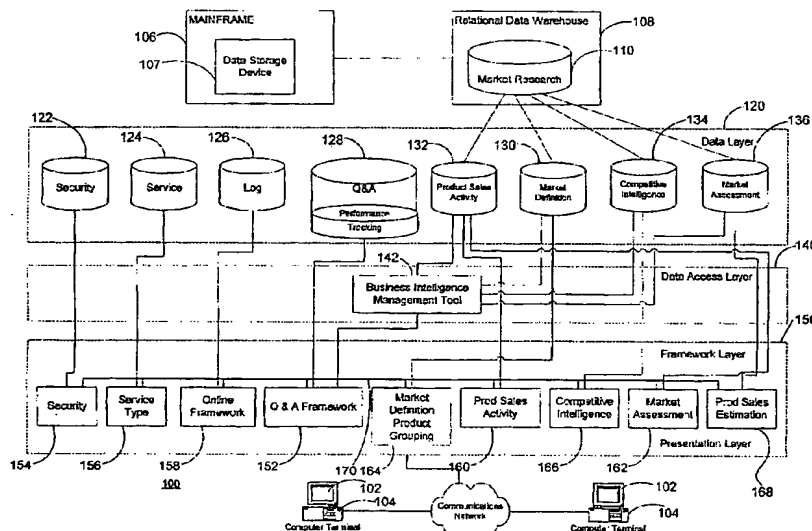 MAINFRAME
Relational Data Warehouse
106
108
107
Data Storage
Device
110
Market Research
120
122
124
126
128
132
130
134
136
Data Layer
Security
Service
Log
Q&A
Performance
Tracking
Product Sales
Activity
Market
Definition
Competitive
Intelligence
Market
Assessment
142
140
Business Intelligence
Management Tool
Data Access Layer
150
Framework Layer
Security
Service
Type
Online
Framework
Q & A Framework
Market
Definition
Product
Grouping
Prod Sales
Activity
Competitive
Intelligence
Market
Assessment
Prod Sales
Estimation
Presentation Layer
154
156
158
152
170
164
160
166
162
168
100
102
104
Computer Terminal
Communications
Network
102
104
Computer Terminal